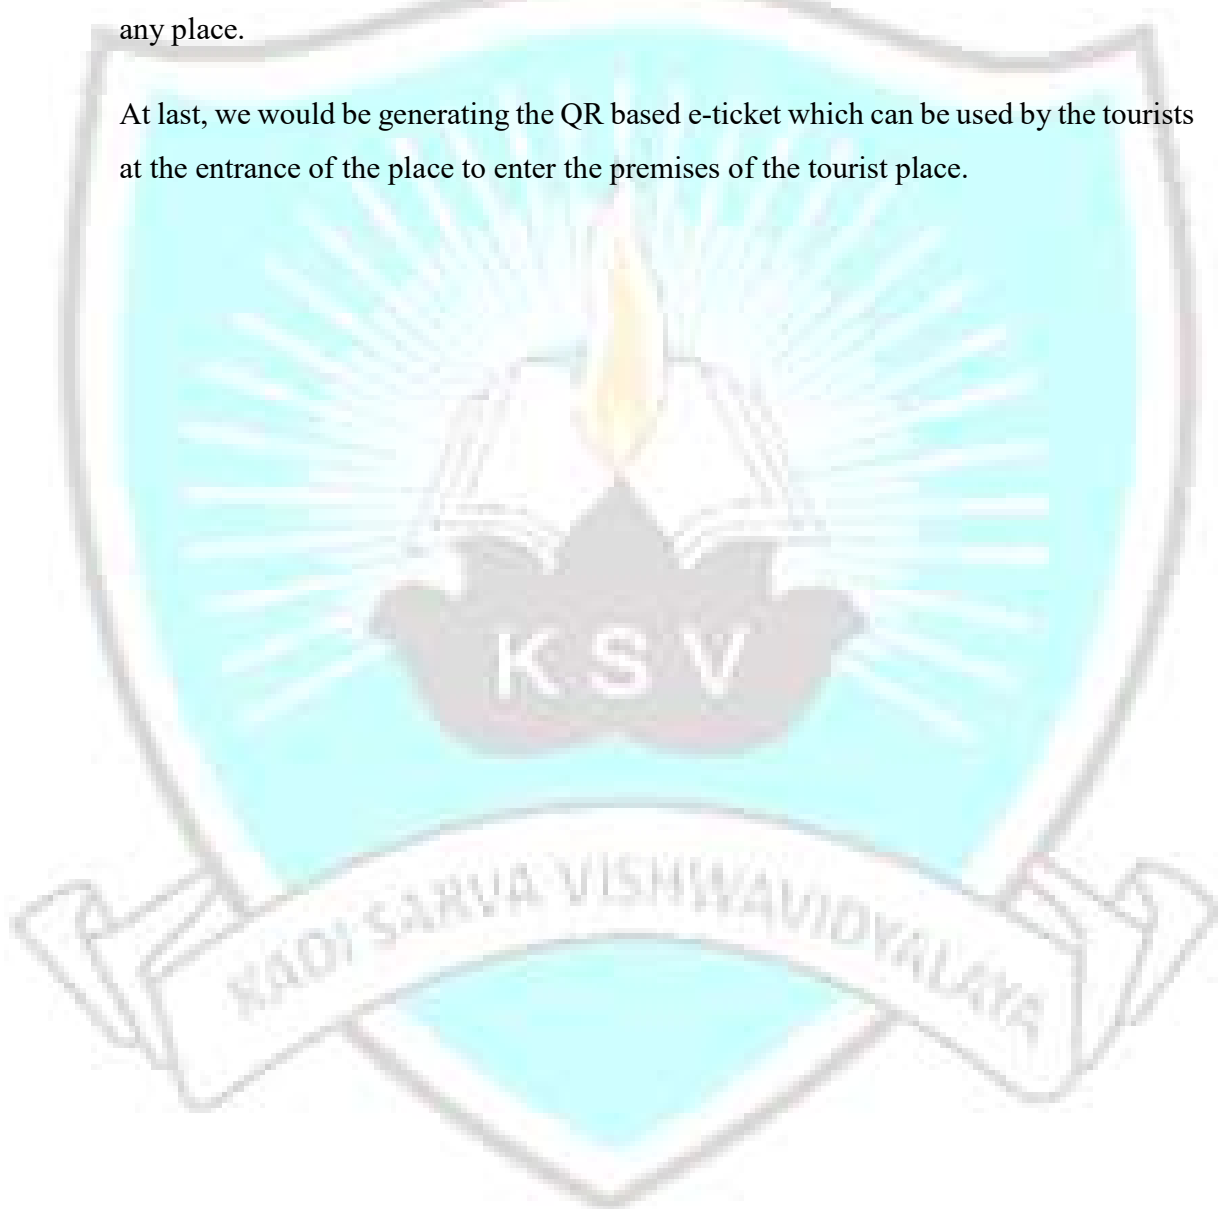 any place.
At last, we would be generating the QR based e-ticket which can be used by the tourists
at the entrance of the place to enter the premises of the tourist place.
K S V
KADI SARVA VISHWAVIDYALAYA